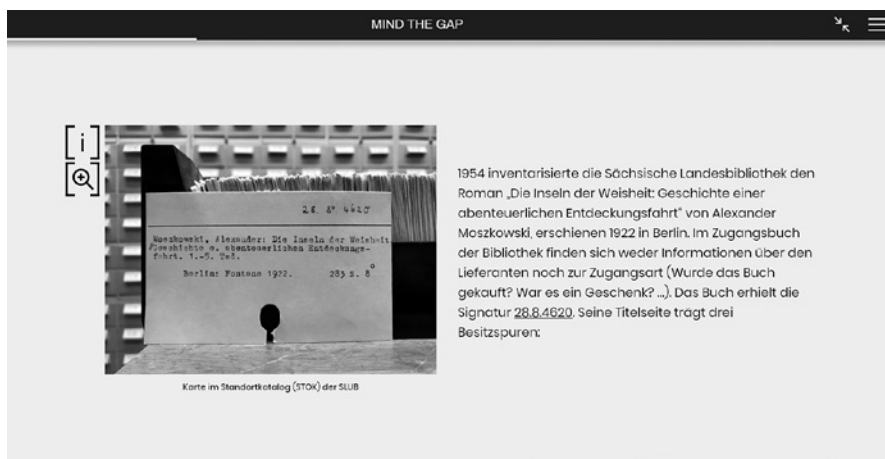 MIND THE GAP
[i]
28. 8° 4620
Moszkowski, Alexander: Die Inseln der Weisheit
Geschichte e. abenteuerlichen Entdeckungs-
fahrt. 1.-5. Tsd.
Berlin: Fontane 1922. 283 S. 8°
Karte im Standortkatalog (STOK) der SLUB
1954 inventarisierte die Sächsische Landesbibliothek den
Roman „Die Inseln der Weisheit: Geschichte einer
abenteuerlichen Entdeckungsfahrt“ von Alexander
Moszkowski, erschienen 1922 in Berlin. Im Zugangsbuch
der Bibliothek finden sich weder Informationen über den
Lieferanten noch zur Zugangsart (Wurde das Buch
gekauft? War es ein Geschenk? ...). Das Buch erhielt die
Signatur 28.8.4620. Seine Titelseite trägt drei
Besitzspuren: